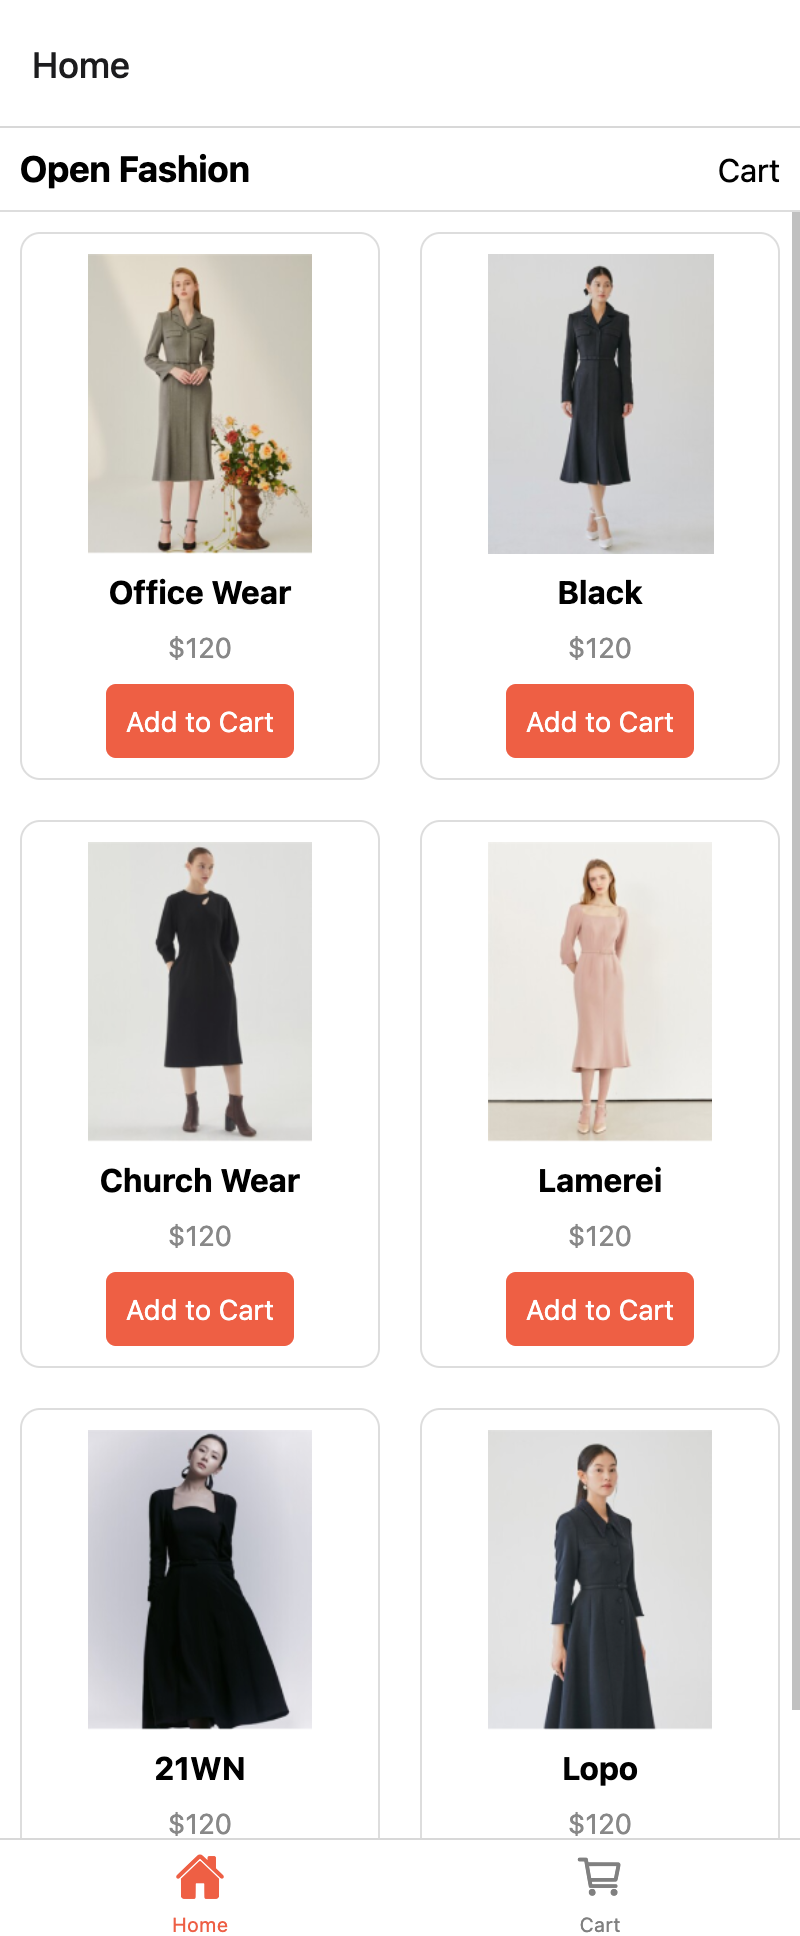 Home
Open Fashion
Cart
Office Wear
$120
Add to Cart
Black
$120
Add to Cart
Church Wear
$120
Add to Cart
Lamerei
$120
Add to Cart
21WN
$120
Lopo
$120
Home
Cart